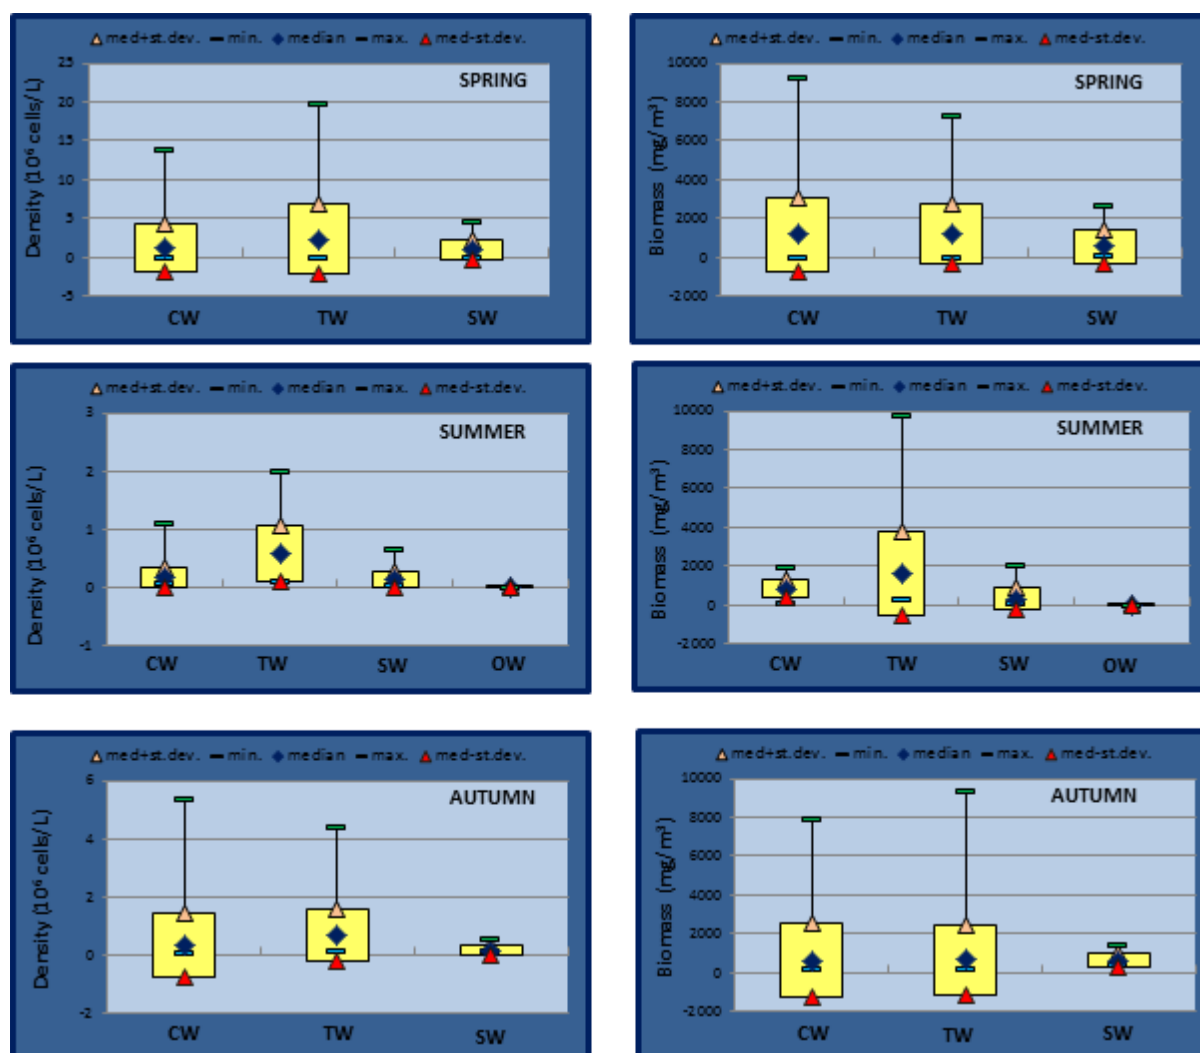 med+st.dev. min. median max. med-st.dev.
SPRING
Density (10⁶ cells/L)
25
20
15
10
5
0
-5
CW TW SW
med+st.dev. min. median max. med-st.dev.
SPRING
Biomass (mg/m³)
10000
8000
6000
4000
2000
0
-2000
CW TW SW
med+st.dev. min. median max. med-st.dev.
SUMMER
Density (10⁶ cells/L)
3
2
1
0
-1
CW TW SW OW
med+st.dev. min. median max. med-st.dev.
SUMMER
Biomass (mg/m³)
10000
8000
6000
4000
2000
0
-2000
CW TW SW OW
med+st.dev. min. median max. med-st.dev.
AUTUMN
Density (10⁶ cells/L)
6
4
2
0
-2
CW TW SW
med+st.dev. min. median max. med-st.dev.
AUTUMN
Biomass (mg/m³)
10000
8000
6000
4000
2000
0
-2000
CW TW SW